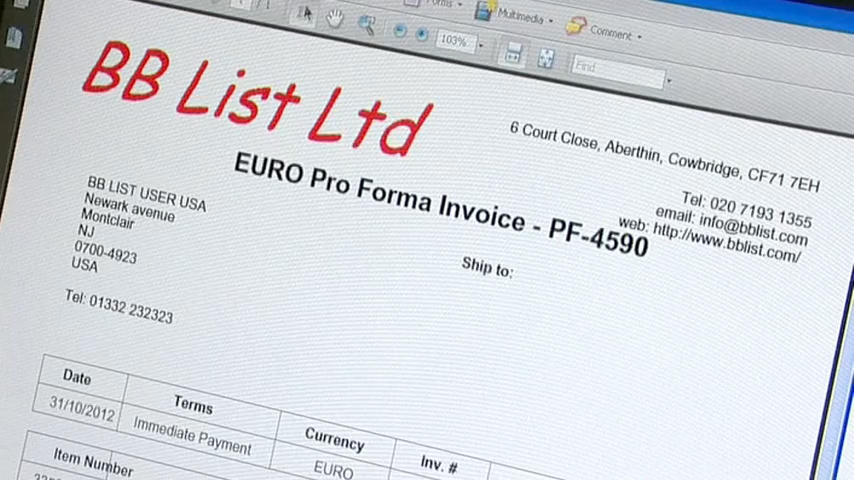 / 1
Multimedia
Comment
103%
Find
BB List Ltd
6 Court Close, Aberthin, Cowbridge, CF71 7EH
Tel: 020 7193 1355
email: info@bblist.com
web: http://www.bblist.com/
EURO Pro Forma Invoice - PF-4590
BB LIST USER USA
Newark avenue
Montclair
NJ
0700-4923
USA
Ship to:
Tel: 01332 232323
Date Terms Currency Inv. #
31/10/2012 Immediate Payment EURO
Item Number